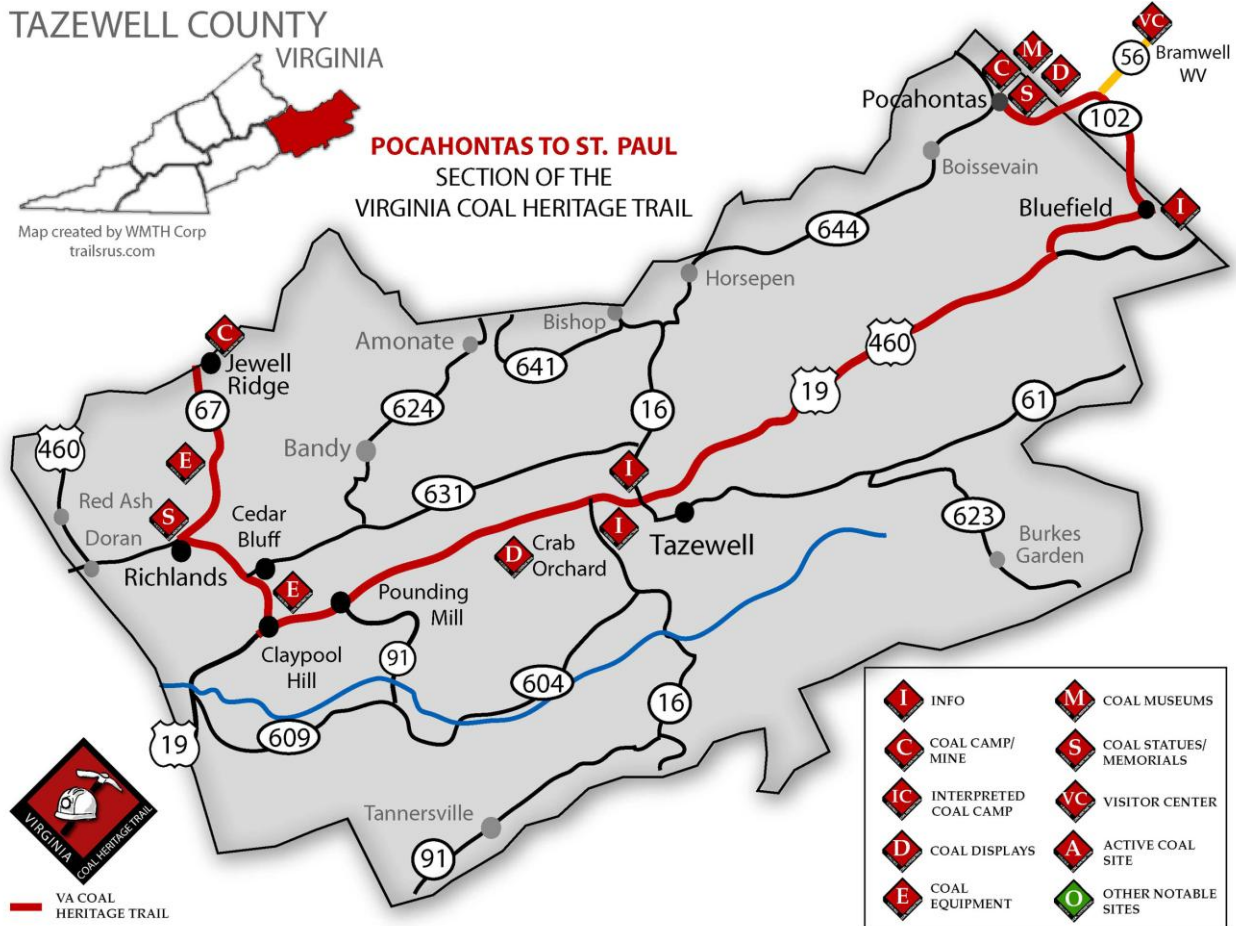 TAZEWELL COUNTY
VIRGINIA
Map created by WMTH Corp
trailsrus.com
POCAHONTAS TO ST. PAUL
SECTION OF THE
VIRGINIA COAL HERITAGE TRAIL
VC
56
Bramwell
WV
M
C
D
S
Pocahontas
102
Boissevain
Bluefield
I
644
Horsepen
Bishop
Amonate
641
C
Jewell
Ridge
67
624
460
19
16
61
460
E
Bandy
Red Ash
S
Doran
Cedar
Bluff
631
I
I
Tazewell
623
Burkes
Garden
Richlands
E
D
Crab
Orchard
Pounding
Mill
Claypool
Hill
91
604
16
19
609
Tannersville
91
VIRGINIA
COAL HERITAGE TRAIL
VA COAL
HERITAGE TRAIL
I
INFO
C
COAL CAMP/
MINE
IC
INTERPRETED
COAL CAMP
D
COAL DISPLAYS
E
COAL
EQUIPMENT
M
COAL MUSEUMS
S
COAL STATUES/
MEMORIALS
VC
VISITOR CENTER
A
ACTIVE COAL
SITE
O
OTHER NOTABLE
SITES